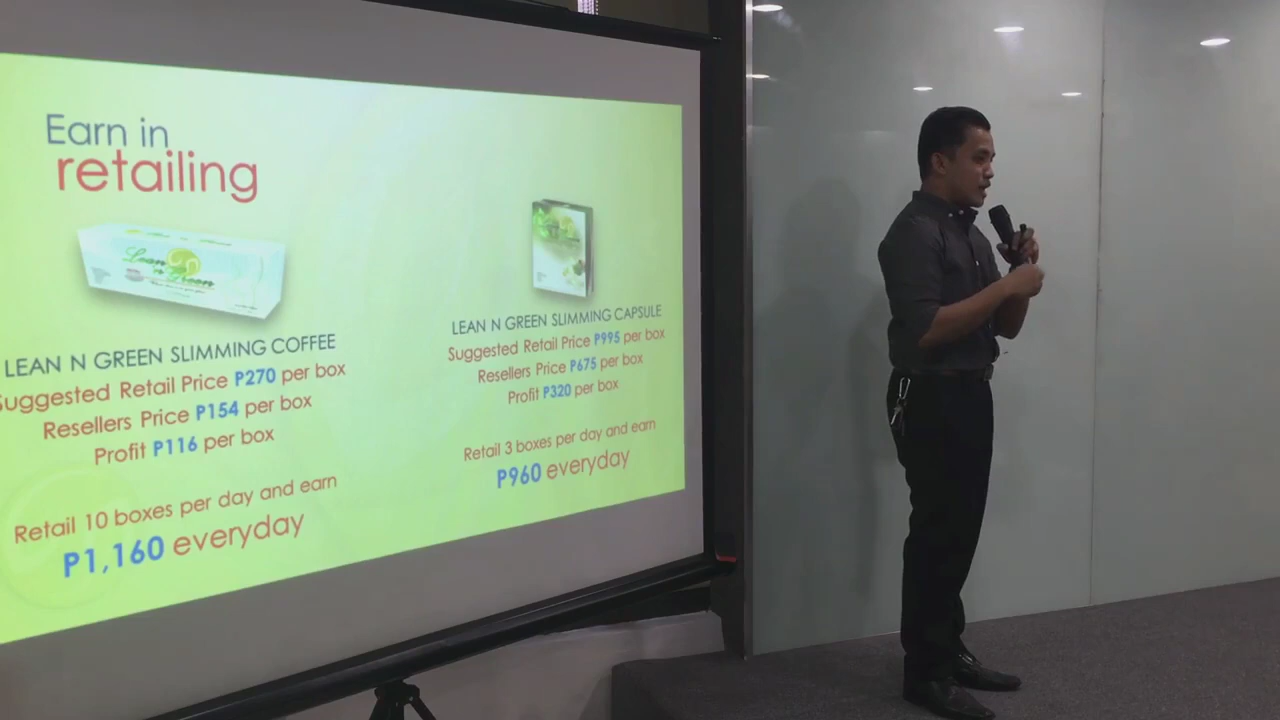 Earn in
retailing
Lean
'n Green
LEAN N GREEN SLIMMING COFFEE
Suggested Retail Price P270 per box
Resellers Price P154 per box
Profit P116 per box
Retail 10 boxes per day and earn
P1,160 everyday
LEAN N GREEN SLIMMING CAPSULE
Suggested Retail Price P995 per box
Resellers Price P675 per box
Profit P320 per box
Retail 3 boxes per day and earn
P960 everyday